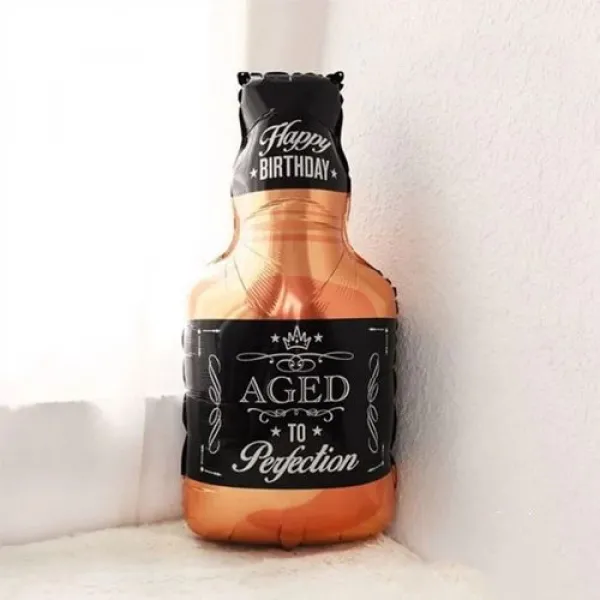 Happy
BIRTHDAY
AGED
TO
Perfection